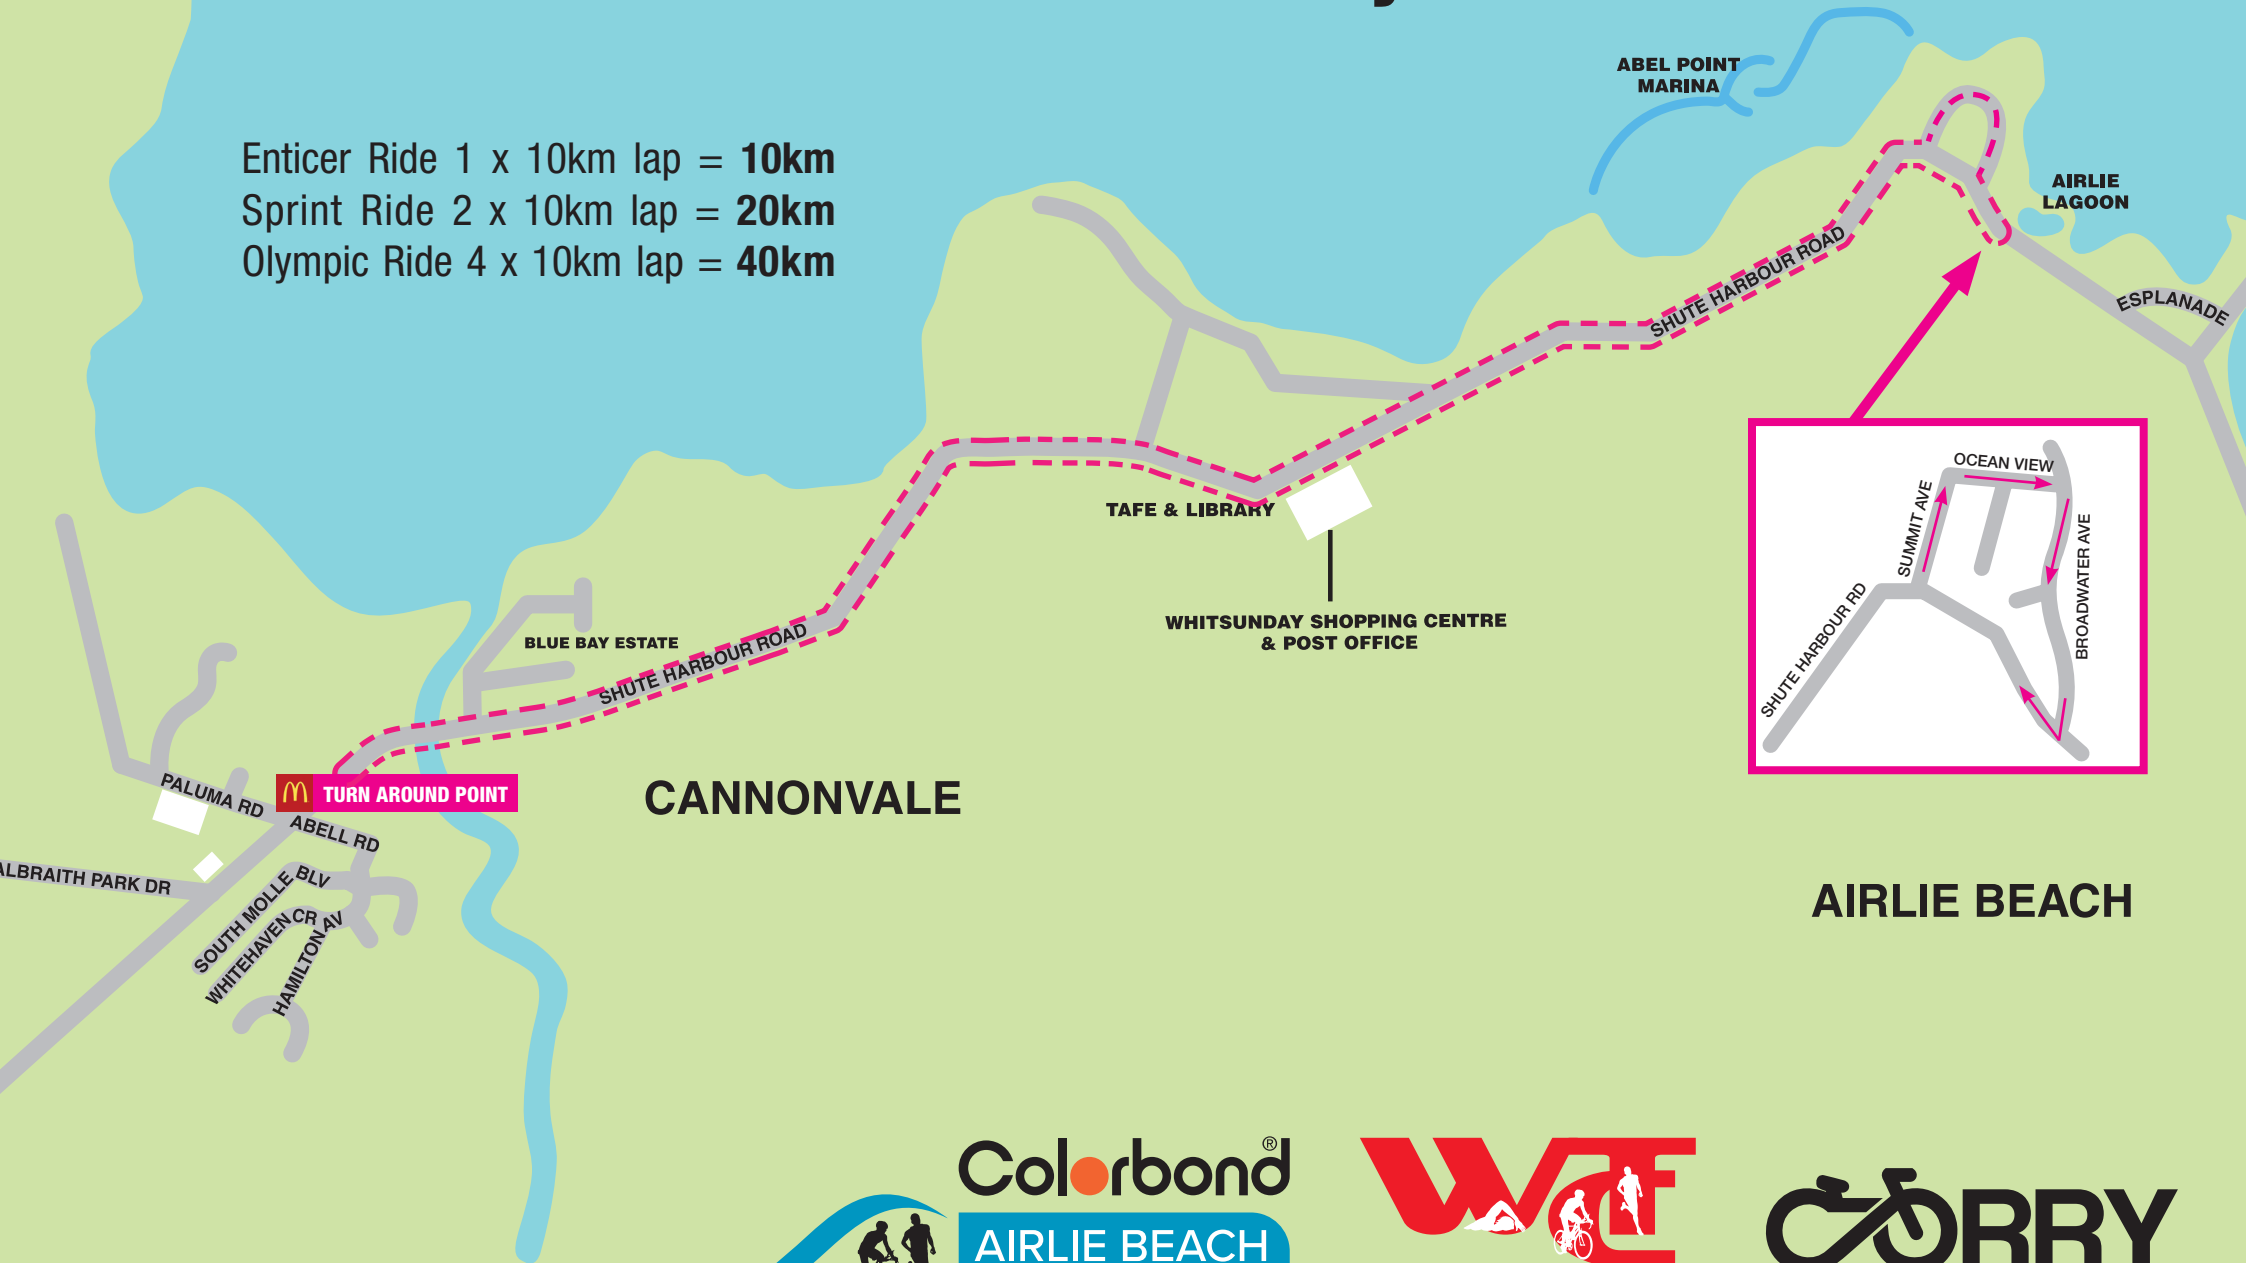 ABEL POINT
MARINA
Enticer Ride 1 x 10km lap = 10km
Sprint Ride 2 x 10km lap = 20km
Olympic Ride 4 x 10km lap = 40km
AIRLIE
LAGOON
SHUTE HARBOUR ROAD
ESPLANADE
OCEAN VIEW
SUMMIT AVE
BROADWATER AVE
SHUTE HARBOUR RD
TAFE & LIBRARY
WHITSUNDAY SHOPPING CENTRE
& POST OFFICE
BLUE BAY ESTATE
SHUTE HARBOUR ROAD
TURN AROUND POINT
PALUMA RD
ABELL RD
CANNONVALE
ALBRAITH PARK DR
SOUTH MOLLE BLV
WHITEHAVEN CR
HAMILTON AV
AIRLIE BEACH
Colorbond®
AIRLIE BEACH
WCTF
CORRY